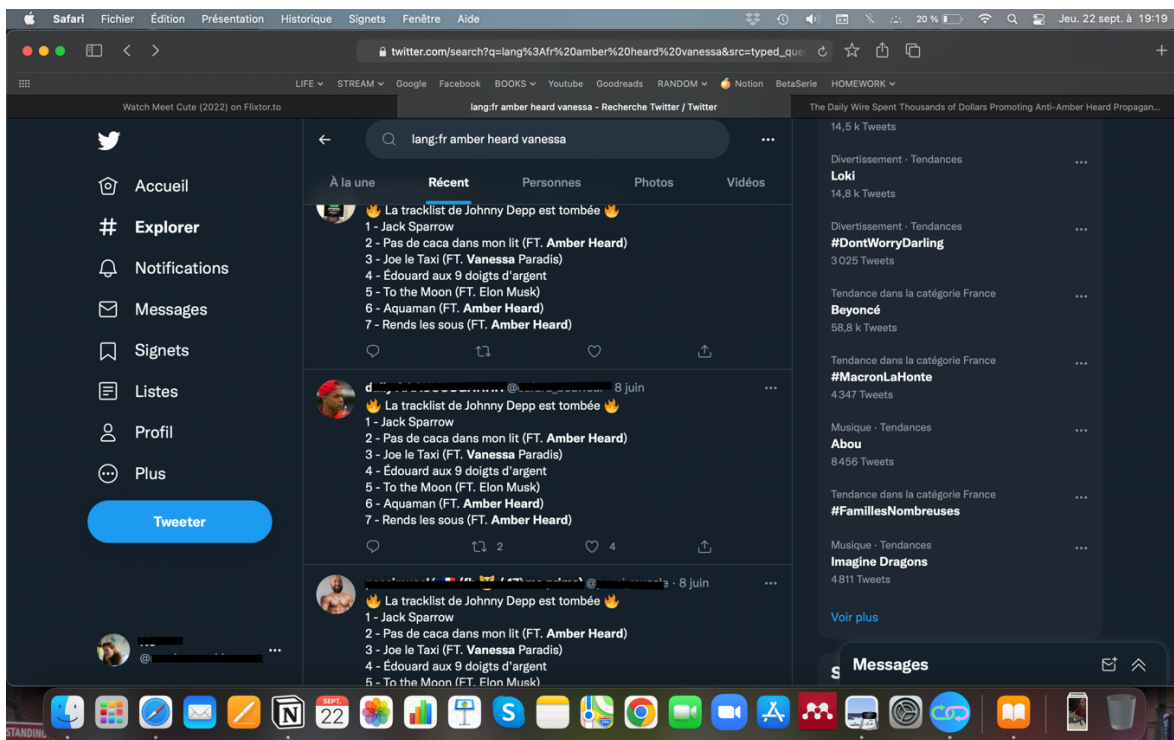 Safari Fichier Édition Présentation Historique Signets Fenêtre Aide 20 % Jeu. 22 sept. à 19:19
twitter.com/search?q=lang%3Afr%20amber%20heard%20vanessa&src=typed_que
LIFE STREAM Google Facebook BOOKS Youtube Goodreads RANDOM Notion BetaSerie HOMEWORK
Watch Meet Cute (2022) on Flixtor.to
lang:fr amber heard vanessa - Recherche Twitter / Twitter
The Daily Wire Spent Thousands of Dollars Promoting Anti-Amber Heard Propagan...
Accueil
Explorer
Notifications
Messages
Signets
Listes
Profil
Plus
Tweeter
@
lang:fr amber heard vanessa
À la une Récent Personnes Photos Vidéos
🔥 La tracklist de Johnny Depp est tombée 🔥
1 - Jack Sparrow
2 - Pas de caca dans mon lit (FT. Amber Heard)
3 - Joe le Taxi (FT. Vanessa Paradis)
4 - Édouard aux 9 doigts d'argent
5 - To the Moon (FT. Elon Musk)
6 - Aquaman (FT. Amber Heard)
7 - Rends les sous (FT. Amber Heard)
8 juin
🔥 La tracklist de Johnny Depp est tombée 🔥
1 - Jack Sparrow
2 - Pas de caca dans mon lit (FT. Amber Heard)
3 - Joe le Taxi (FT. Vanessa Paradis)
4 - Édouard aux 9 doigts d'argent
5 - To the Moon (FT. Elon Musk)
6 - Aquaman (FT. Amber Heard)
7 - Rends les sous (FT. Amber Heard)
2 4
· 8 juin
🔥 La tracklist de Johnny Depp est tombée 🔥
1 - Jack Sparrow
2 - Pas de caca dans mon lit (FT. Amber Heard)
3 - Joe le Taxi (FT. Vanessa Paradis)
4 - Édouard aux 9 doigts d'argent
5 - To the Moon (FT. Elon Musk)
14,5 k Tweets
Divertissement · Tendances
Loki
14,8 k Tweets
Divertissement · Tendances
#DontWorryDarling
3 025 Tweets
Tendance dans la catégorie France
Beyoncé
58,8 k Tweets
Tendance dans la catégorie France
#MacronLaHonte
4 347 Tweets
Musique · Tendances
Abou
8 456 Tweets
Tendance dans la catégorie France
#FamillesNombreuses
Musique · Tendances
Imagine Dragons
4 811 Tweets
Voir plus
Messages
SEPT.
22
STANDING